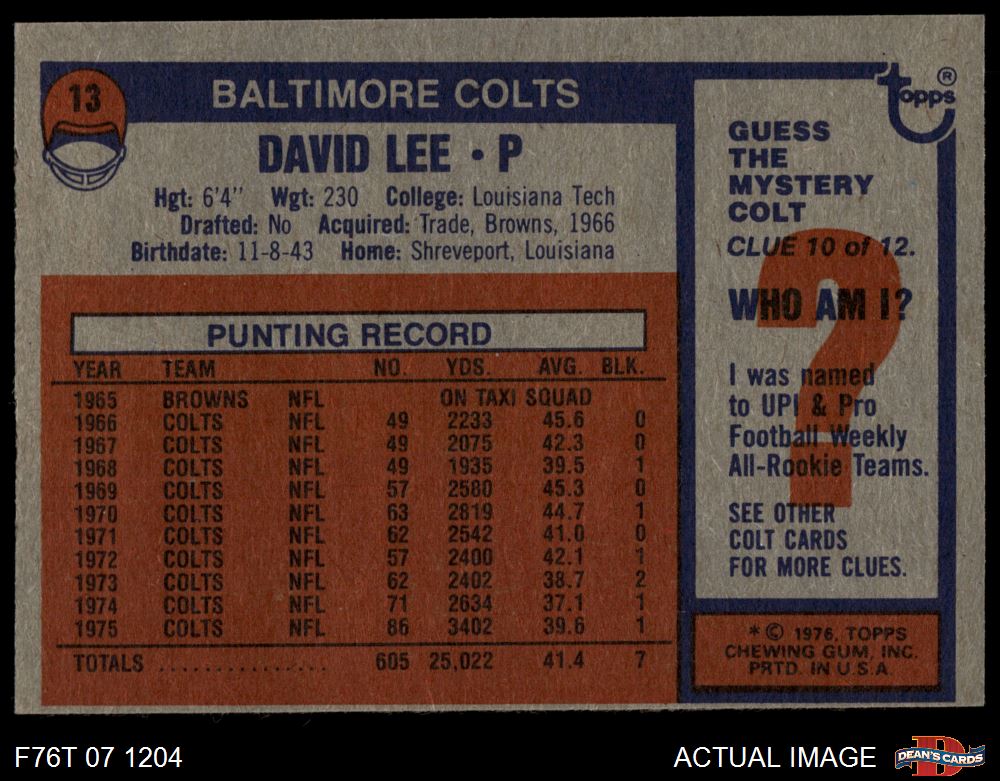 13
BALTIMORE COLTS
DAVID LEE • P
Hgt: 6'4" Wgt: 230 College: Louisiana Tech
Drafted: No Acquired: Trade, Browns, 1966
Birthdate: 11-8-43 Home: Shreveport, Louisiana
PUNTING RECORD
YEAR TEAM NO. YDS. AVG. BLK.
1965 BROWNS NFL ON TAXI SQUAD
1966 COLTS NFL 49 2233 45.6 0
1967 COLTS NFL 49 2075 42.3 0
1968 COLTS NFL 49 1935 39.5 1
1969 COLTS NFL 57 2580 45.3 0
1970 COLTS NFL 63 2819 44.7 1
1971 COLTS NFL 62 2542 41.0 0
1972 COLTS NFL 57 2400 42.1 1
1973 COLTS NFL 62 2402 38.7 2
1974 COLTS NFL 71 2634 37.1 1
1975 COLTS NFL 86 3402 39.6 1
TOTALS ................ 605 25,022 41.4 7
topps ®
GUESS
THE
MYSTERY
COLT
CLUE 10 of 12.
?
WHO AM I?
I was named
to UPI & Pro
Football Weekly
All-Rookie Teams.
SEE OTHER
COLT CARDS
FOR MORE CLUES.
* © 1976, TOPPS
CHEWING GUM, INC.
PRTD. IN U.S.A.
F76T 07 1204
ACTUAL IMAGE
D
DEAN'S CARDS